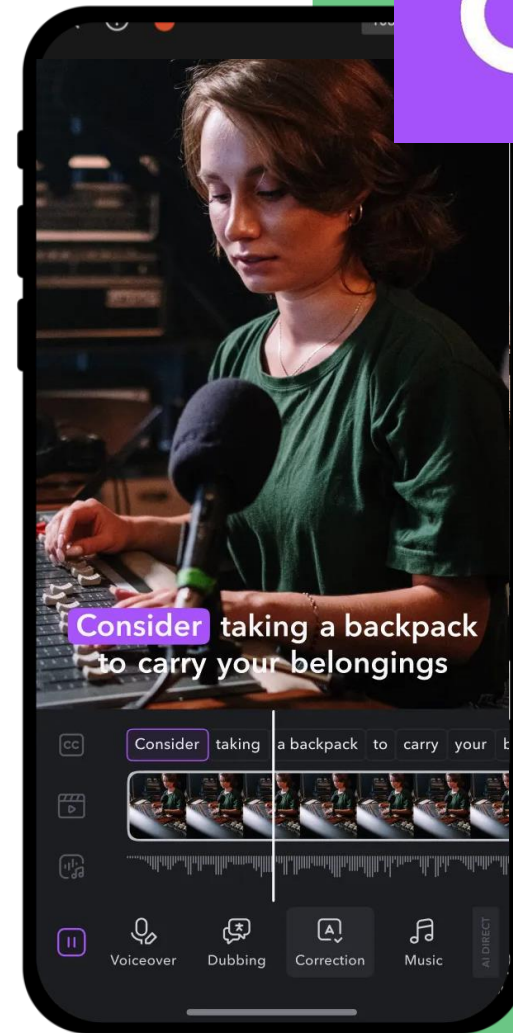 Consider taking a backpack
to carry your belongings
CC
Consider taking a backpack to carry your
Voiceover Dubbing Correction Music AI DIRECT